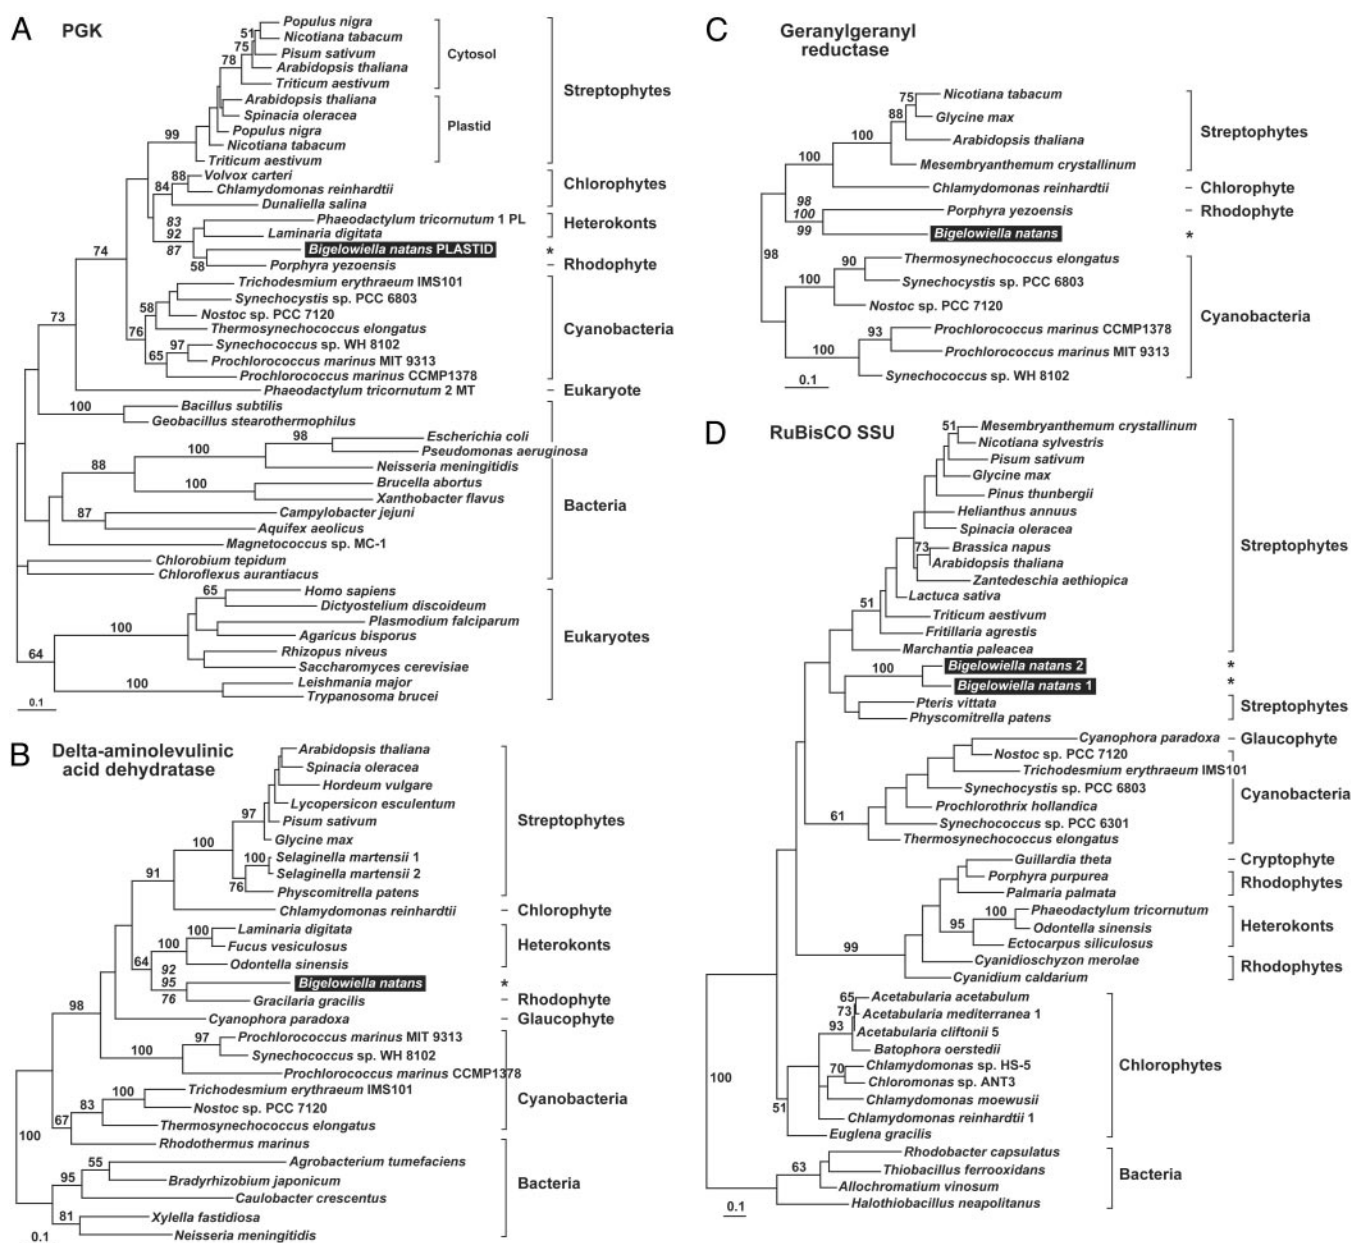 A
PGK
51
75
78
99
Populus nigra
Nicotiana tabacum
Pisum sativum
Arabidopsis thaliana
Triticum aestivum
Cytosol
Arabidopsis thaliana
Spinacia oleracea
Populus nigra
Nicotiana tabacum
Triticum aestivum
Plastid
Streptophytes
88
84
Volvox carteri
Chlamydomonas reinhardtii
Dunaliella salina
Chlorophytes
83
92
87
Phaeodactylum tricornutum 1 PL
Laminaria digitata
Heterokonts
Bigelowiella natans PLASTID
*
58
Porphyra yezoensis
Rhodophyte
74
Trichodesmium erythraeum IMS101
Synechocystis sp. PCC 6803
58
Nostoc sp. PCC 7120
Thermosynechococcus elongatus
76
97
Synechococcus sp. WH 8102
65
Prochlorococcus marinus MIT 9313
Prochlorococcus marinus CCMP1378
Cyanobacteria
73
Phaeodactylum tricornutum 2 MT
Eukaryote
100
Bacillus subtilis
Geobacillus stearothermophilus
98
Escherichia coli
100
Pseudomonas aeruginosa
88
Neisseria meningitidis
100
Brucella abortus
Xanthobacter flavus
87
Campylobacter jejuni
Aquifex aeolicus
Magnetococcus sp. MC-1
Chlorobium tepidum
Chloroflexus aurantiacus
Bacteria
65
Homo sapiens
Dictyostelium discoideum
100
Plasmodium falciparum
Agaricus bisporus
Rhizopus niveus
Saccharomyces cerevisiae
64
100
Leishmania major
Trypanosoma brucei
Eukaryotes
0.1
B
Delta-aminolevulinic
acid dehydratase
Arabidopsis thaliana
Spinacia oleracea
Hordeum vulgare
97
Lycopersicon esculentum
Pisum sativum
Glycine max
100
100
Selaginella martensii 1
Selaginella martensii 2
76
Physcomitrella patens
Streptophytes
91
Chlamydomonas reinhardtii
Chlorophyte
100
Laminaria digitata
100
Fucus vesiculosus
Odontella sinensis
Heterokonts
64
92
95
76
Bigelowiella natans
*
Gracilaria gracilis
Rhodophyte
98
Cyanophora paradoxa
Glaucophyte
97
Prochlorococcus marinus MIT 9313
100
Synechococcus sp. WH 8102
Prochlorococcus marinus CCMP1378
100
Trichodesmium erythraeum IMS101
83
Nostoc sp. PCC 7120
67
Thermosynechococcus elongatus
Cyanobacteria
Rhodothermus marinus
100
55
Agrobacterium tumefaciens
95
Bradyrhizobium japonicum
Caulobacter crescentus
81
Xylella fastidiosa
Neisseria meningitidis
Bacteria
0.1
C
Geranylgeranyl
reductase
75
Nicotiana tabacum
88
Glycine max
100
Arabidopsis thaliana
Mesembryanthemum crystallinum
Streptophytes
100
Chlamydomonas reinhardtii
Chlorophyte
98
100
99
Porphyra yezoensis
Rhodophyte
Bigelowiella natans
*
98
90
Thermosynechococcus elongatus
100
Synechocystis sp. PCC 6803
Nostoc sp. PCC 7120
93
Prochlorococcus marinus CCMP1378
100
Prochlorococcus marinus MIT 9313
Synechococcus sp. WH 8102
Cyanobacteria
0.1
D
RuBisCO SSU
51
Mesembryanthemum crystallinum
Nicotiana sylvestris
Pisum sativum
Glycine max
Pinus thunbergii
Helianthus annuus
Spinacia oleracea
73
Brassica napus
Arabidopsis thaliana
Zantedeschia aethiopica
Lactuca sativa
51
Triticum aestivum
Fritillaria agrestis
Marchantia paleacea
Streptophytes
100
Bigelowiella natans 2
*
Bigelowiella natans 1
*
Pteris vittata
Physcomitrella patens
Streptophytes
Cyanophora paradoxa
Glaucophyte
Nostoc sp. PCC 7120
Trichodesmium erythraeum IMS101
Synechocystis sp. PCC 6803
Prochlorothrix hollandica
61
Synechococcus sp. PCC 6301
Thermosynechococcus elongatus
Cyanobacteria
Guillardia theta
Cryptophyte
Porphyra purpurea
Palmaria palmata
Rhodophytes
100
Phaeodactylum tricornutum
95
Odontella sinensis
Ectocarpus siliculosus
Heterokonts
99
Cyanidioschyzon merolae
Cyanidium caldarium
Rhodophytes
65
Acetabularia acetabulum
73
Acetabularia mediterranea 1
93
Acetabularia cliftonii 5
Batophora oerstedii
Chlamydomonas sp. HS-5
70
Chloromonas sp. ANT3
Chlamydomonas moewusii
51
Chlamydomonas reinhardtii 1
Euglena gracilis
Chlorophytes
100
Rhodobacter capsulatus
63
Thiobacillus ferrooxidans
Allochromatium vinosum
Halothiobacillus neapolitanus
Bacteria
0.1